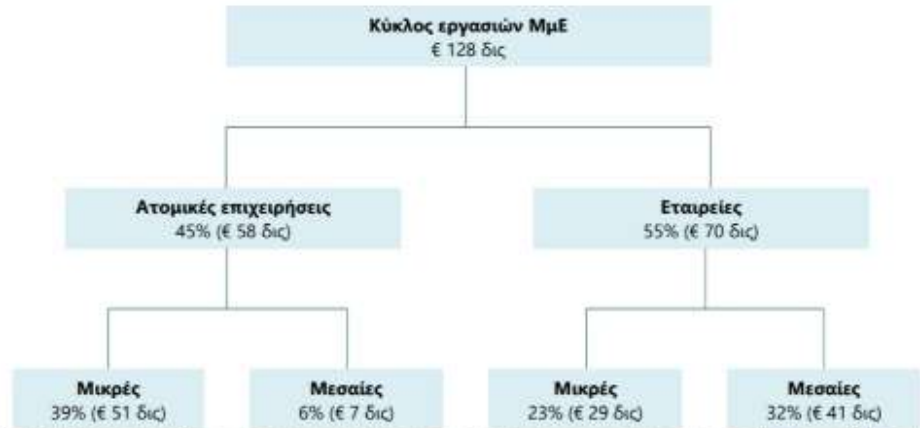 Κύκλος εργασιών ΜμΕ
€ 128 δις
Ατομικές επιχειρήσεις
45% (€ 58 δις)
Εταιρείες
55% (€ 70 δις)
Μικρές
39% (€ 51 δις)
Μεσαίες
6% (€ 7 δις)
Μικρές
23% (€ 29 δις)
Μεσαίες
32% (€ 41 δις)